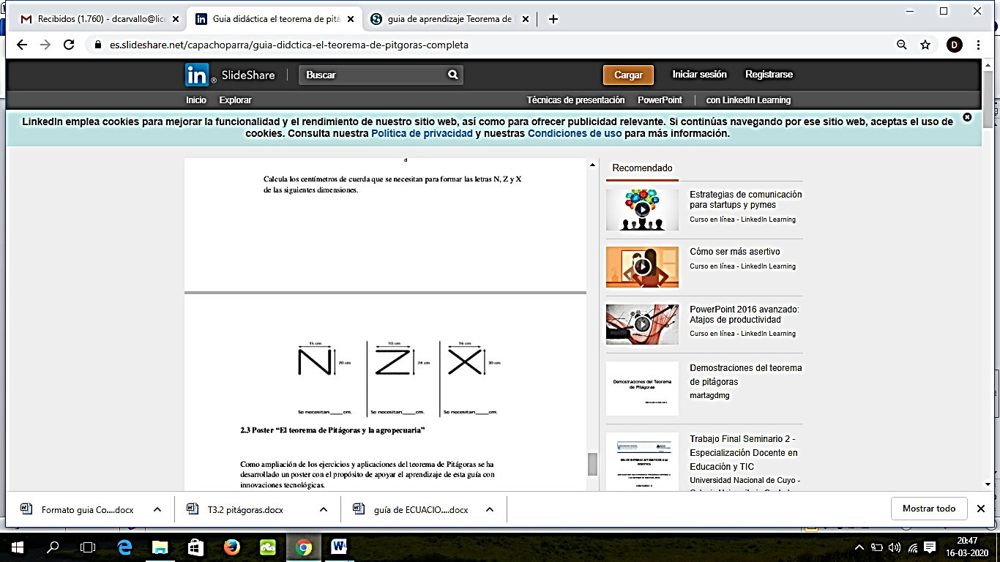 Recibidos (1.760) - dcarvallo@lice
Guia didáctica el teorema de pitá
guia de aprendizaje Teorema de
es.slideshare.net/capachoparra/guia-didctica-el-teorema-de-pitgoras-completa
D
in SlideShare
Buscar
Cargar
Iniciar sesión
Registrarse
Inicio Explorar
Técnicas de presentación PowerPoint con LinkedIn Learning
LinkedIn emplea cookies para mejorar la funcionalidad y el rendimiento de nuestro sitio web, así como para ofrecer publicidad relevante. Si continúas navegando por ese sitio web, aceptas el uso de
cookies. Consulta nuestra Política de privacidad y nuestras Condiciones de uso para más información.
d
Calcula los centímetros de cuerda que se necesitan para formar las letras N, Z y X
de las siguientes dimensiones.
15 cm 10 cm 16 cm
N 20 cm Z 24 cm X 30 cm
Se necesitan____cm. Se necesitan____cm. Se necesitan____cm.
2.3 Poster “El teorema de Pitágoras y la agropecuaria”
Como ampliación de los ejercicios y aplicaciones del teorema de Pitágoras se ha
desarrollado un poster con el propósito de apoyar el aprendizaje de esta guía con
innovaciones tecnológicas.
Recomendado
Estrategias de comunicación
para startups y pymes
Curso en línea - LinkedIn Learning
Cómo ser más asertivo
Curso en línea - LinkedIn Learning
PowerPoint 2016 avanzado:
Atajos de productividad
Curso en línea - LinkedIn Learning
Demostraciones del Teorema
de Pitágoras
Demostraciones del teorema
de pitágoras
martagdmg
Trabajo Final Seminario 2 -
Especialización Docente en
Educación y TIC
Universidad Nacional de Cuyo -
Formato guia Co....docx
T3.2 pitágoras.docx
guía de ECUACIO....docx
Mostrar todo
20:47
16-03-2020